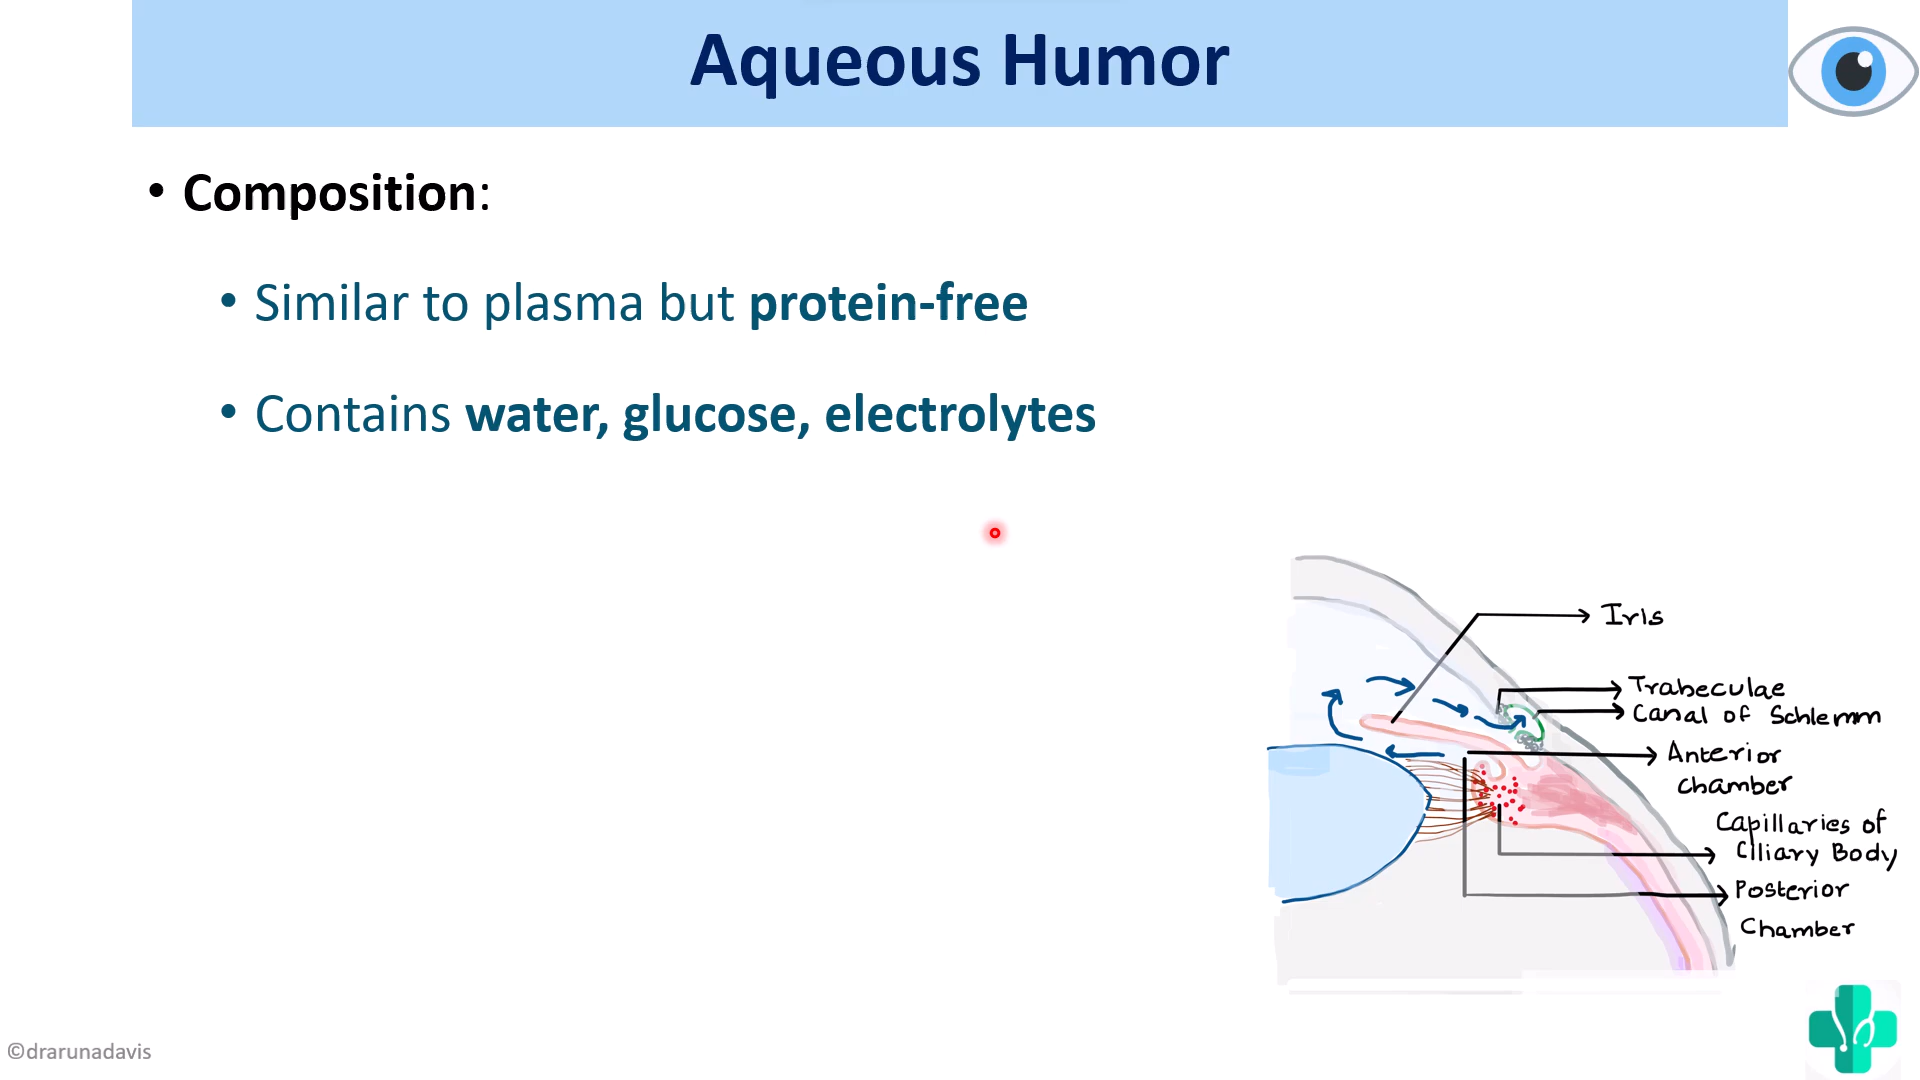 Aqueous Humor
• Composition:
• Similar to plasma but protein-free
• Contains water, glucose, electrolytes
Iris
Trabeculae
Canal of Schlemm
Anterior
chamber
Capillaries of
Ciliary Body
Posterior
Chamber
©drarunadavis